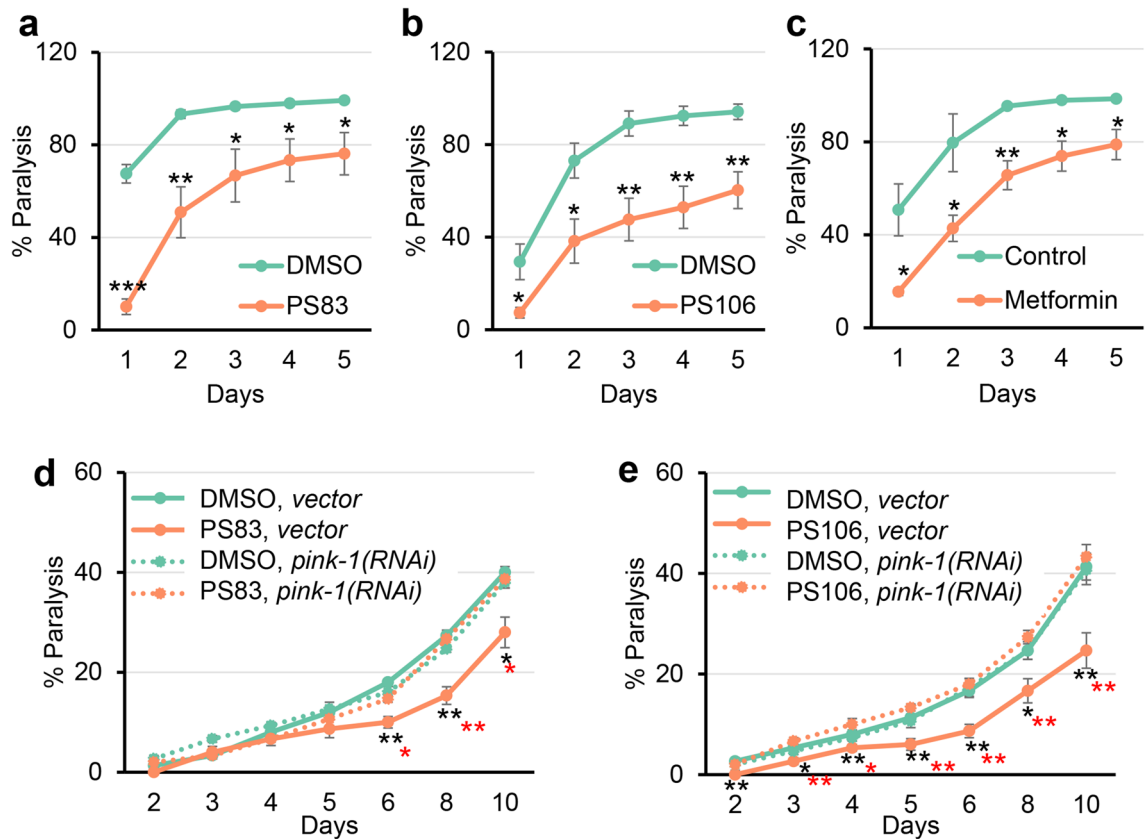 a
120
80
40
0
% Paralysis
***
**
*
*
*
DMSO
PS83
1 2 3 4 5
Days
b
120
80
40
0
% Paralysis
*
*
**
**
**
DMSO
PS106
1 2 3 4 5
Days
c
120
80
40
0
% Paralysis
*
*
**
*
*
Control
Metformin
1 2 3 4 5
Days
d
60
40
20
0
% Paralysis
DMSO, vector
PS83, vector
DMSO, pink-1(RNAi)
PS83, pink-1(RNAi)
**
*
**
**
*
*
2 3 4 5 6 8 10
Days
e
60
40
20
0
% Paralysis
DMSO, vector
PS106, vector
DMSO, pink-1(RNAi)
PS106, pink-1(RNAi)
**
*
**
**
*
**
**
**
**
*
**
**
**
2 3 4 5 6 8 10
Days